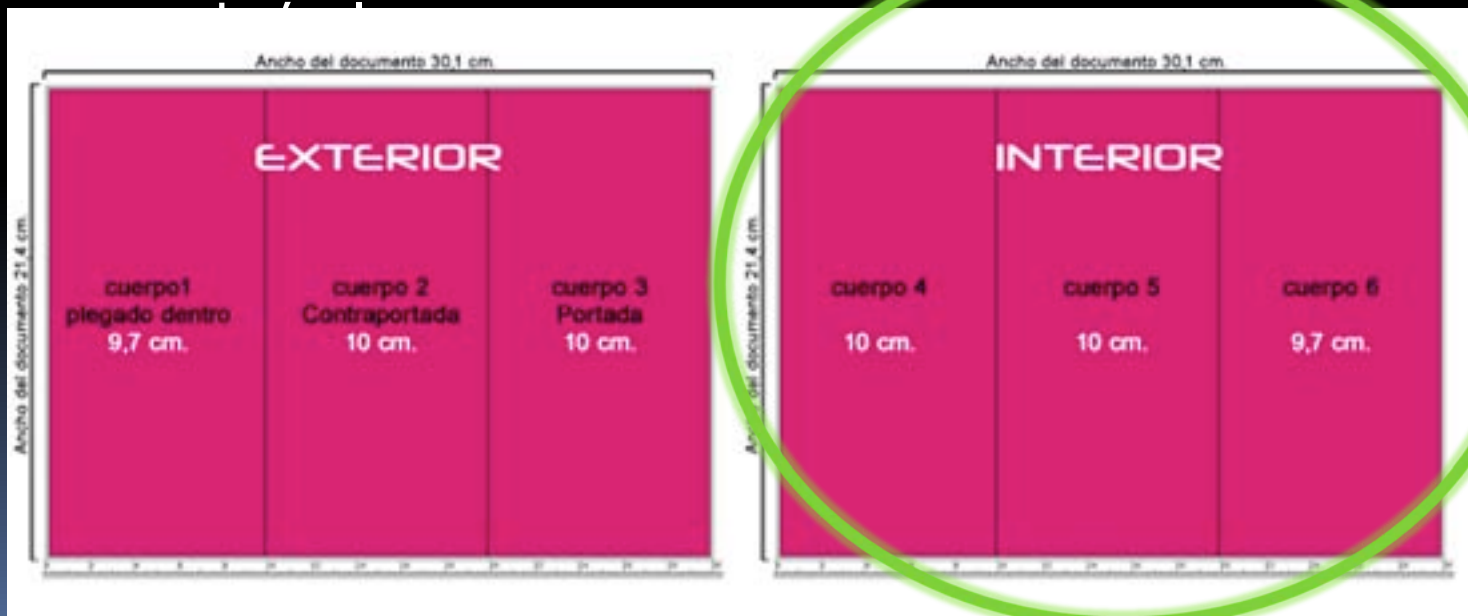 Ancho del documento 30,1 cm.
EXTERIOR
Ancho del documento 21,4 cm.
cuerpo1
plegado dentro
9,7 cm.
cuerpo 2
Contraportada
10 cm.
cuerpo 3
Portada
10 cm.
Ancho del documento 30,1 cm.
INTERIOR
Ancho del documento 21,4 cm.
cuerpo 4
10 cm.
cuerpo 5
10 cm.
cuerpo 6
9,7 cm.